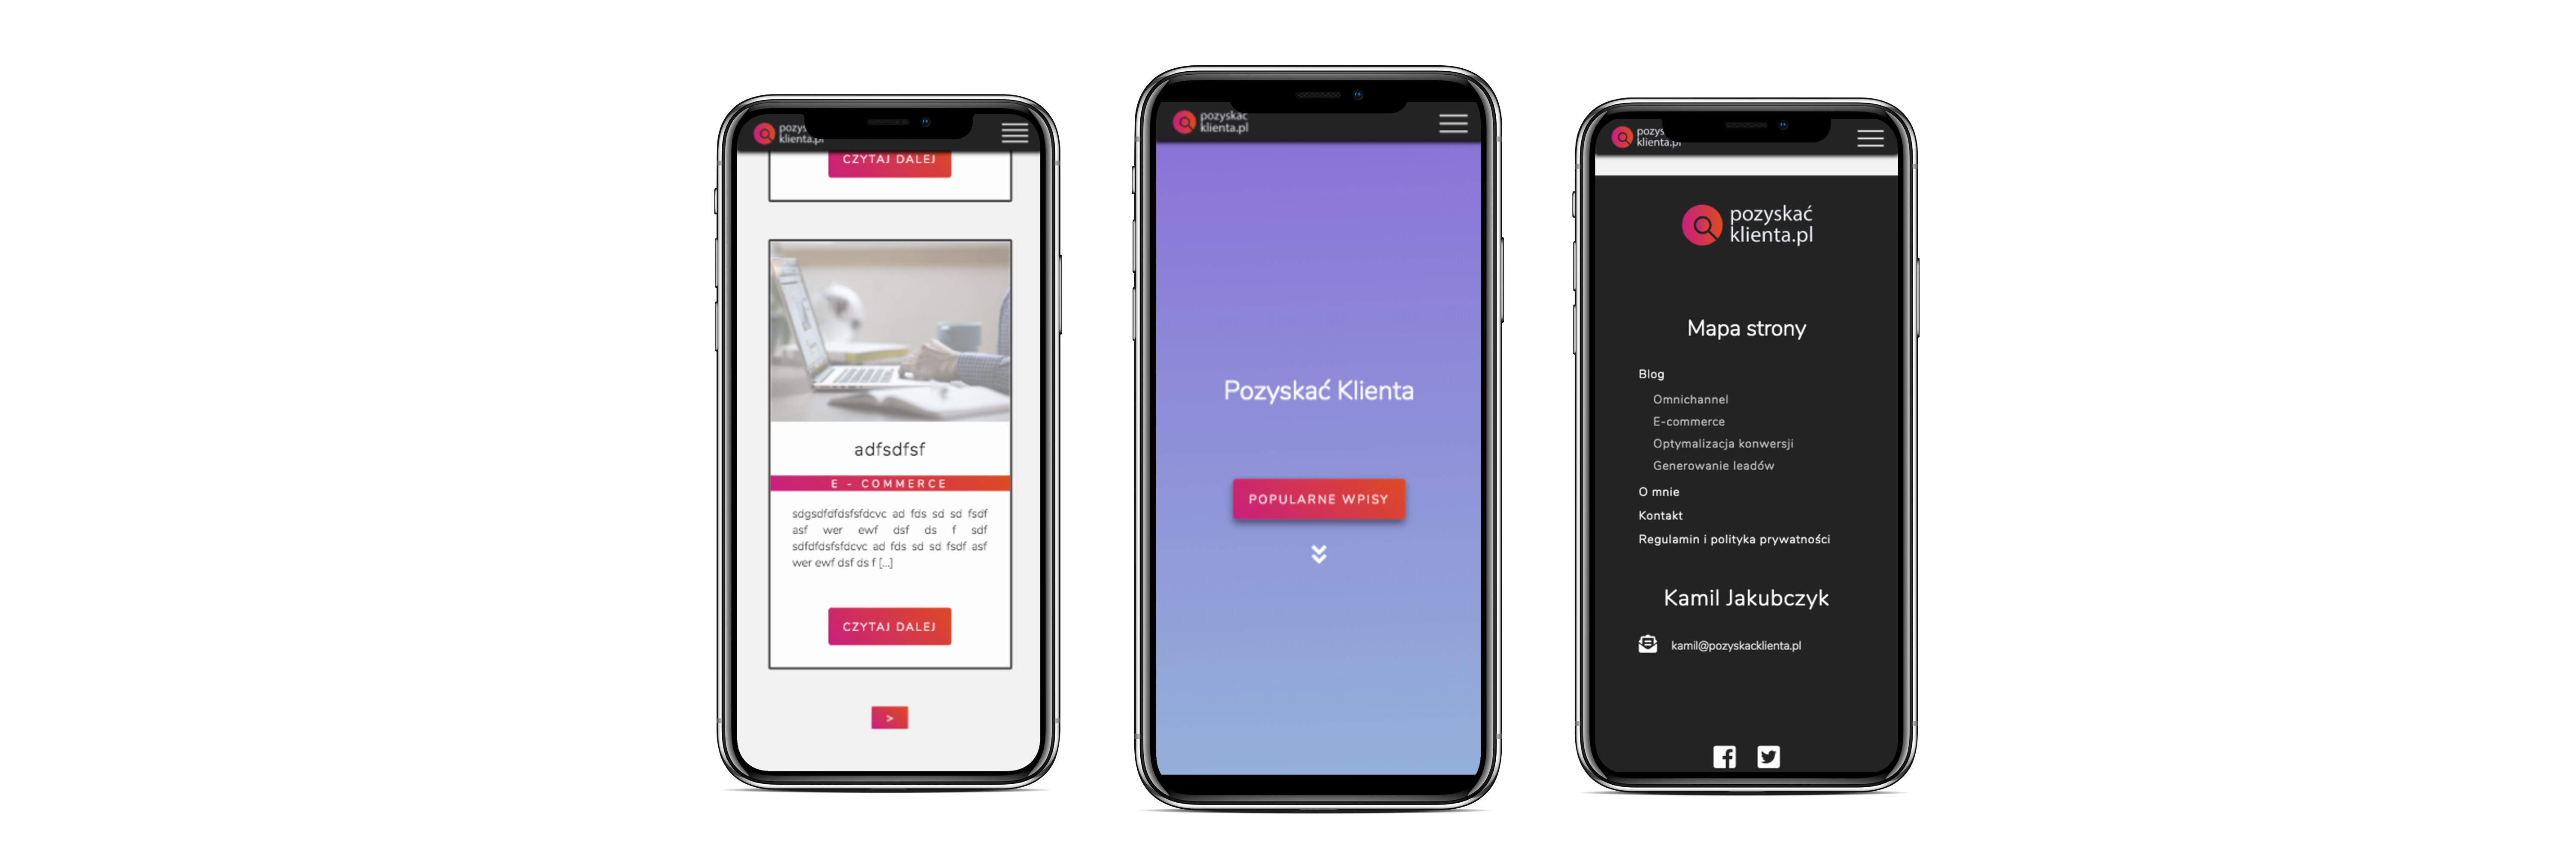 pozy
klienta.pl
CZYTAJ DALEJ
adfsdfsf
E - COMMERCE
sdgsdfdfdsfsfdcvc ad fds sd sd fsdf
asf wer ewf dsf ds f sdf
sdfdfdsfsfdcvc ad fds sd sd fsdf asf
wer ewf dsf ds f [...]
CZYTAJ DALEJ
>
pozyskać
klienta.pl
Pozyskać Klienta
POPULARNE WPISY
pozys
klienta.pl
pozyskać
klienta.pl
Mapa strony
Blog
Omnichannel
E-commerce
Optymalizacja konwersji
Generowanie leadów
O mnie
Kontakt
Regulamin i polityka prywatności
Kamil Jakubczyk
kamil@pozyskacklienta.pl